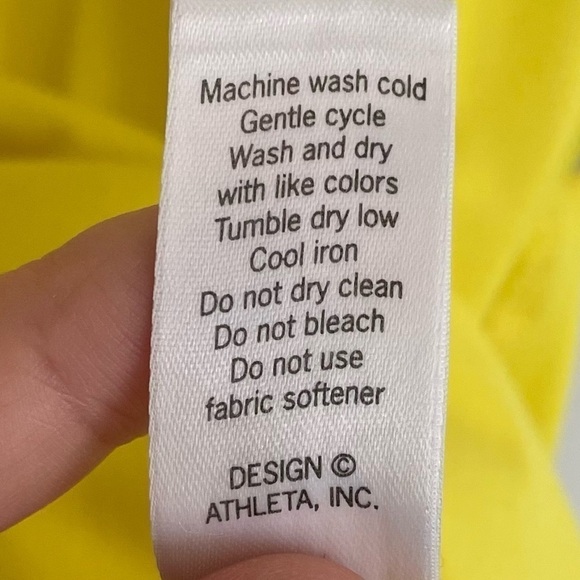 Machine wash cold
Gentle cycle
Wash and dry
with like colors
Tumble dry low
Cool iron
Do not dry clean
Do not bleach
Do not use
fabric softener
DESIGN ©
ATHLETA, INC.